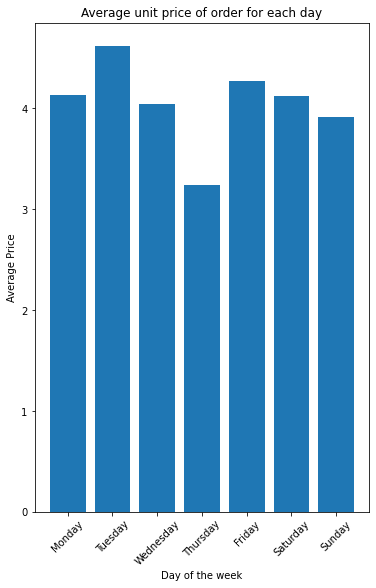 Average unit price of order for each day
Average Price
4
3
2
1
0
Monday
Tuesday
Wednesday
Thursday
Friday
Saturday
Sunday
Day of the week